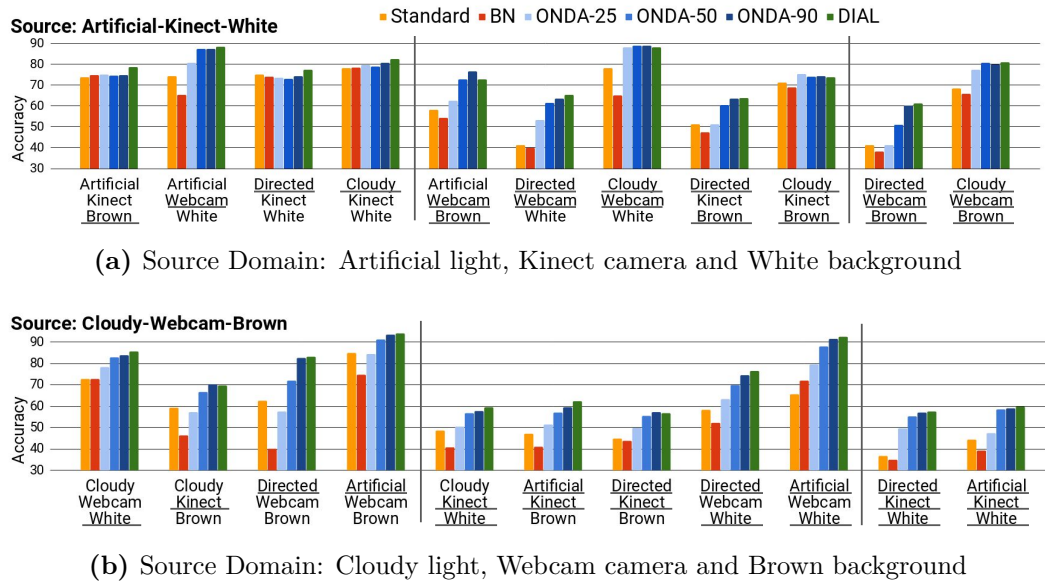 Standard BN ONDA-25 ONDA-50 ONDA-90 DIAL
Source: Artificial-Kinect-White
90
80
70
60
50
40
30
Accuracy
Artificial Kinect Brown
Artificial Webcam White
Directed Kinect White
Cloudy Kinect White
Artificial Webcam Brown
Directed Webcam White
Cloudy Webcam White
Directed Kinect Brown
Cloudy Kinect Brown
Directed Webcam Brown
Cloudy Webcam Brown
(a) Source Domain: Artificial light, Kinect camera and White background
Source: Cloudy-Webcam-Brown
90
80
70
60
50
40
30
Accuracy
Cloudy Webcam White
Cloudy Kinect Brown
Directed Webcam Brown
Artificial Webcam Brown
Cloudy Kinect White
Artificial Kinect Brown
Directed Kinect Brown
Directed Webcam White
Artificial Webcam White
Directed Kinect White
Artificial Kinect White
(b) Source Domain: Cloudy light, Webcam camera and Brown background